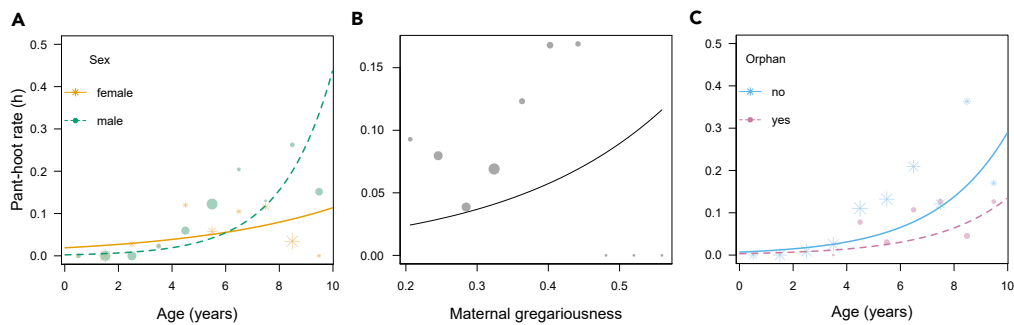 A
B
C
Pant-hoot rate (h)
0.5
0.4
0.3
0.2
0.1
0.0
Sex
female
male
0 2 4 6 8 10
Age (years)
0.15
0.10
0.05
0.00
0.2 0.3 0.4 0.5
Maternal gregariousness
0.5
0.4
0.3
0.2
0.1
0.0
Orphan
no
yes
0 2 4 6 8 10
Age (years)